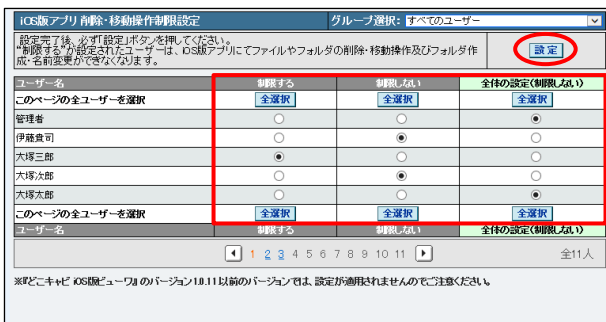 iOS版アプリ 削除・移動操作制限設定 グループ選択: すべてのユーザー
設定完了後、必ず「設定」ボタンを押してください。
"制限する"が設定されたユーザーは、iOS版アプリにてファイルやフォルダの削除・移動操作及びフォルダ作
成・名前変更ができなくなります。
設定
ユーザー名 制限する 制限しない 全体の設定(制限しない)
このページの全ユーザーを選択 全選択 全選択 全選択
管理者
伊藤貴司
大塚三郎
大塚次郎
大塚太郎
このページの全ユーザーを選択 全選択 全選択 全選択
ユーザー名 制限する 制限しない 全体の設定(制限しない)
1 2 3 4 5 6 7 8 9 10 11 全11人
※『どこキャビ iOS版ビューワ』のバージョン1.0.11以前のバージョンでは、設定が適用されませんのでご注意ください。